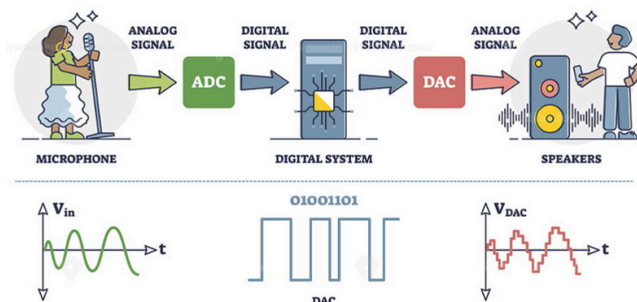 ANALOG SIGNAL
DIGITAL SIGNAL
DIGITAL SIGNAL
ANALOG SIGNAL
ADC
DAC
MICROPHONE
DIGITAL SYSTEM
SPEAKERS
Vin
t
01001101
DAC
VDAC
t